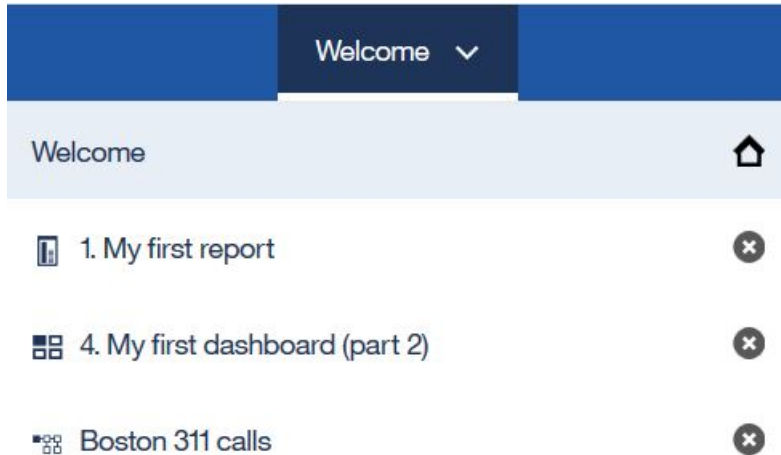 Welcome
Welcome
1. My first report
4. My first dashboard (part 2)
Boston 311 calls